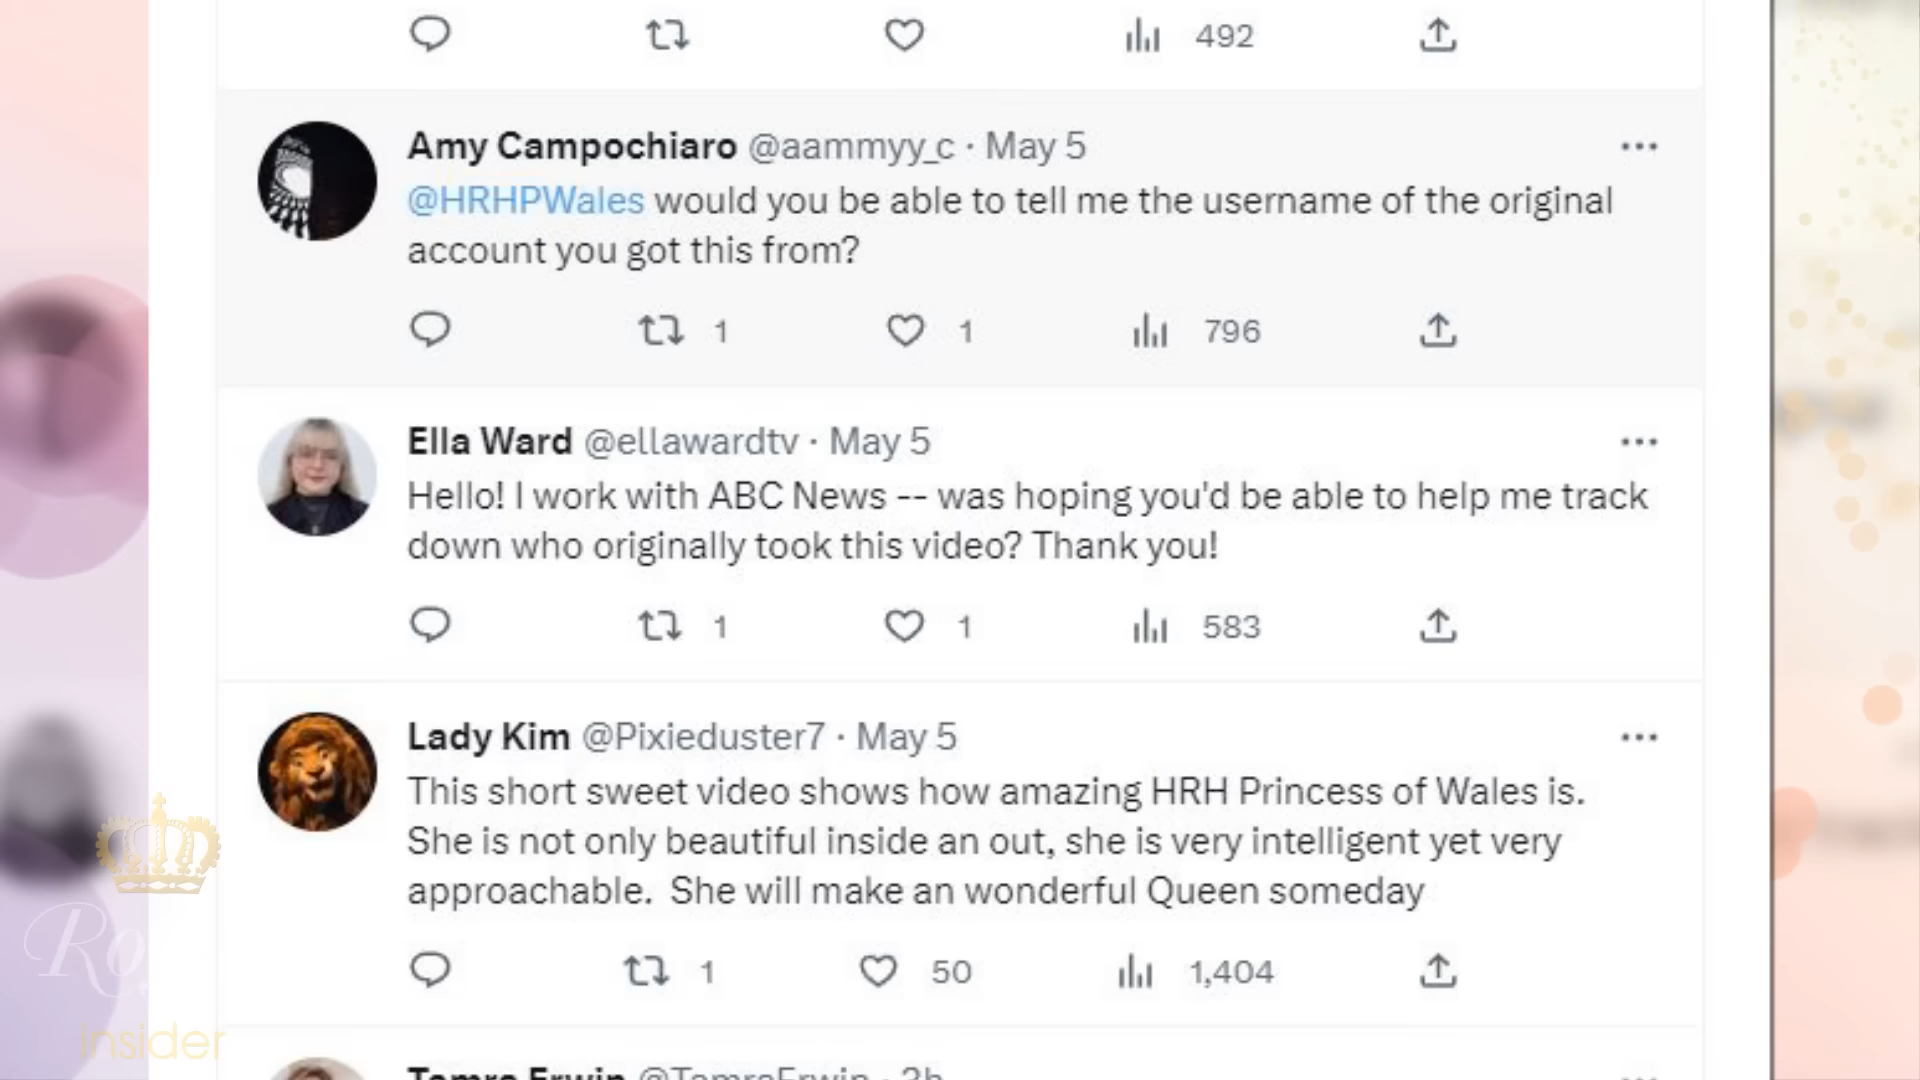 492
Amy Campochiaro @aammyy_c · May 5
@HRHPWales would you be able to tell me the username of the original
account you got this from?
1 1 796
Ella Ward @ellawardtv · May 5
Hello! I work with ABC News -- was hoping you'd be able to help me track
down who originally took this video? Thank you!
1 1 583
Lady Kim @Pixieduster7 · May 5
This short sweet video shows how amazing HRH Princess of Wales is.
She is not only beautiful inside an out, she is very intelligent yet very
approachable. She will make an wonderful Queen someday
1 50 1,404
Insider
Tamra Erwin @TamraErwin · 3h